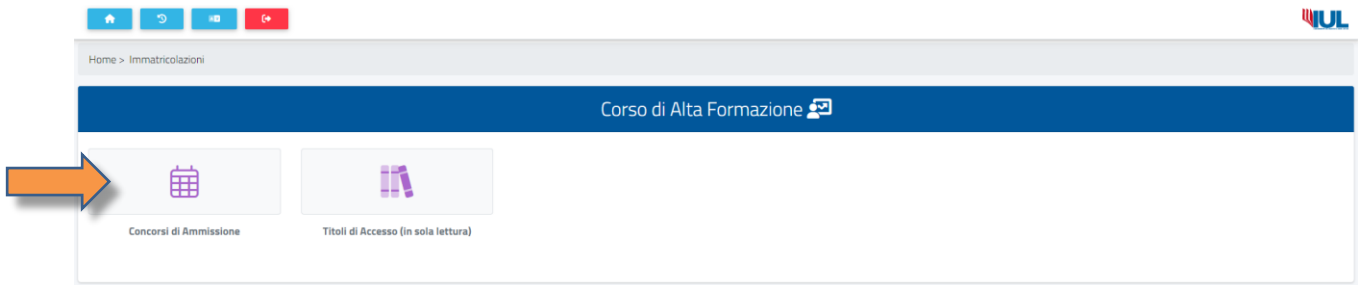 IUL
Home > Immatricolazioni
Corso di Alta Formazione
Concorsi di Ammissione
Titoli di Accesso (in sola lettura)